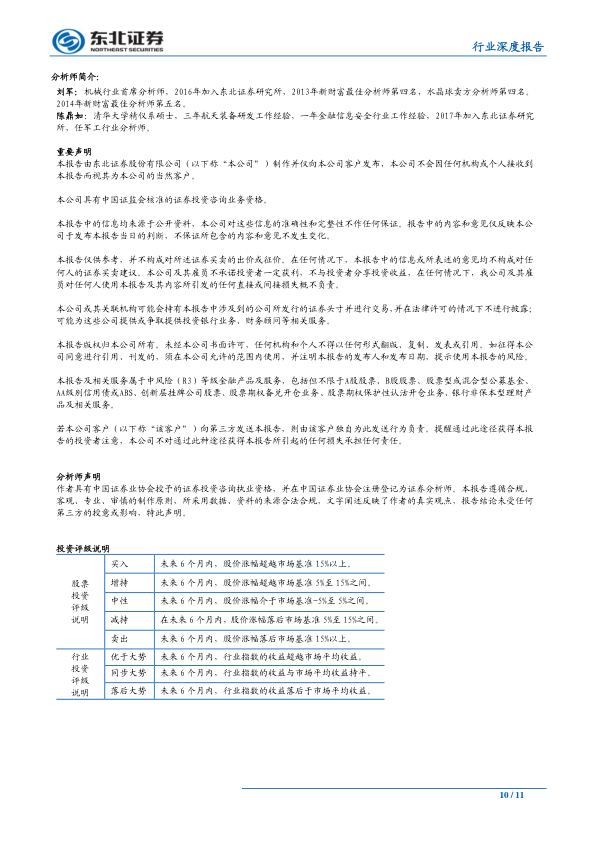 东北证券
NORTHEAST SECURITIES
行业深度报告
分析师简介：
刘军：机械行业首席分析师，2016年加入东北证券研究所，2013年新财富最佳分析师第四名，水晶球卖方分析师第四名，
2014年新财富最佳分析师第五名。
陈鼎如：清华大学精仪系硕士，三年航天装备研发工作经验，一年金融信息安全行业工作经验，2017年加入东北证券研究
所，任军工行业分析师。
重要声明
本报告由东北证券股份有限公司（以下称“本公司”）制作并仅向本公司客户发布，本公司不会因任何机构或个人接收到
本报告而视其为本公司的当然客户。
本公司具有中国证监会核准的证券投资咨询业务资格。
本报告中的信息均来源于公开资料，本公司对这些信息的准确性和完整性不作任何保证。报告中的内容和意见仅反映本公
司于发布本报告当日的判断，不保证所包含的内容和意见不发生变化。
本报告仅供参考，并不构成对所述证券买卖的出价或征价。在任何情况下，本报告中的信息或所表述的意见均不构成对任
何人的证券买卖建议。本公司及其雇员不承诺投资者一定获利，不与投资者分享投资收益，在任何情况下，我公司及其雇
员对任何人使用本报告及其内容所引发的任何直接或间接损失概不负责。
本公司或其关联机构可能会持有本报告中涉及到的公司所发行的证券头寸并进行交易，并在法律许可的情况下不进行披露；
可能为这些公司提供或争取提供投资银行业务、财务顾问等相关服务。
本报告版权归本公司所有。未经本公司书面许可，任何机构和个人不得以任何形式翻版、复制、发表或引用。如征得本公
司同意进行引用、刊发的，须在本公司允许的范围内使用，并注明本报告的发布人和发布日期，提示使用本报告的风险。
本报告及相关服务属于中风险（R3）等级金融产品及服务，包括但不限于A股股票、B股股票、股票型或混合型公募基金、
AA级别信用债或ABS、创新层挂牌公司股票、股票期权备兑开仓业务、股票期权保护性认沽开仓业务、银行非保本型理财产
品及相关服务。
若本公司客户（以下称“该客户”）向第三方发送本报告，则由该客户独自为此发送行为负责。提醒通过此途径获得本报
告的投资者注意，本公司不对通过此种途径获得本报告所引起的任何损失承担任何责任。
分析师声明
作者具有中国证券业协会授予的证券投资咨询执业资格，并在中国证券业协会注册登记为证券分析师。本报告遵循合规、
客观、专业、审慎的制作原则，所采用数据、资料的来源合法合规，文字阐述反映了作者的真实观点，报告结论未受任何
第三方的授意或影响，特此声明。
投资评级说明
股票
投资
评级
说明
买入 未来 6 个月内，股价涨幅超越市场基准 15%以上。
增持 未来 6 个月内，股价涨幅超越市场基准 5%至 15%之间。
中性 未来 6 个月内，股价涨幅介于市场基准-5%至 5%之间。
减持 在未来 6 个月内，股价涨幅落后市场基准 5%至 15%之间。
卖出 未来 6 个月内，股价涨幅落后市场基准 15%以上。
行业
投资
评级
说明
优于大势 未来 6 个月内，行业指数的收益超越市场平均收益。
同步大势 未来 6 个月内，行业指数的收益与市场平均收益持平。
落后大势 未来 6 个月内，行业指数的收益落后于市场平均收益。
10 / 11